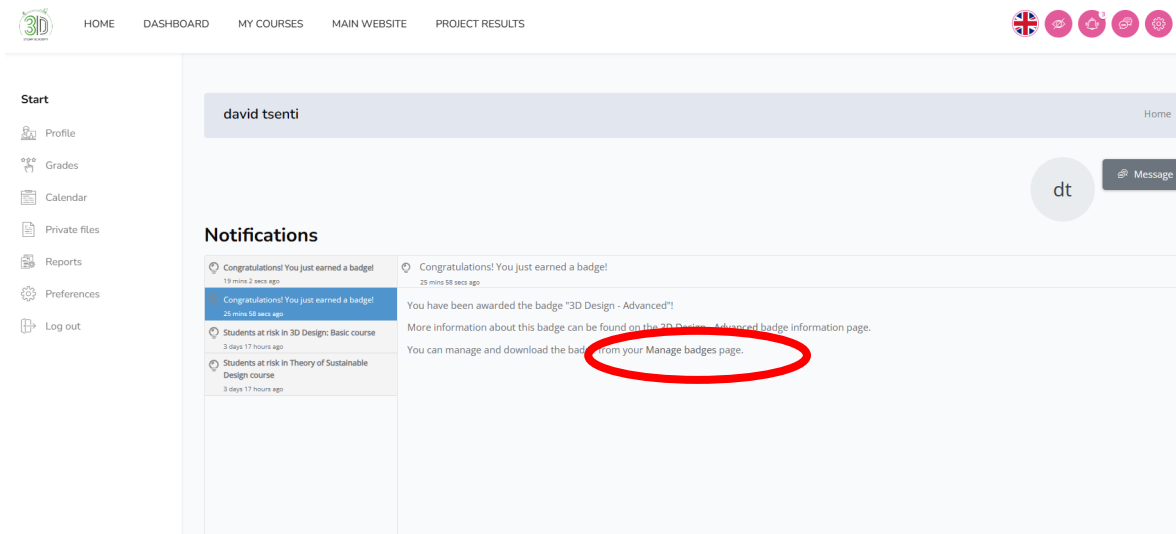 3D
HOME DASHBOARD MY COURSES MAIN WEBSITE PROJECT RESULTS
3
Start
Profile
Grades
Calendar
Private files
Reports
Preferences
Log out
david tsenti
Home
dt
Message
Notifications
Congratulations! You just earned a badge!
19 mins 2 secs ago
Congratulations! You just earned a badge!
25 mins 58 secs ago
Students at risk in 3D Design: Basic course
3 days 17 hours ago
Students at risk in Theory of Sustainable
Design course
3 days 17 hours ago
Congratulations! You just earned a badge!
25 mins 58 secs ago
You have been awarded the badge "3D Design - Advanced"!
More information about this badge can be found on the 3D Design - Advanced badge information page.
You can manage and download the badge from your Manage badges page.